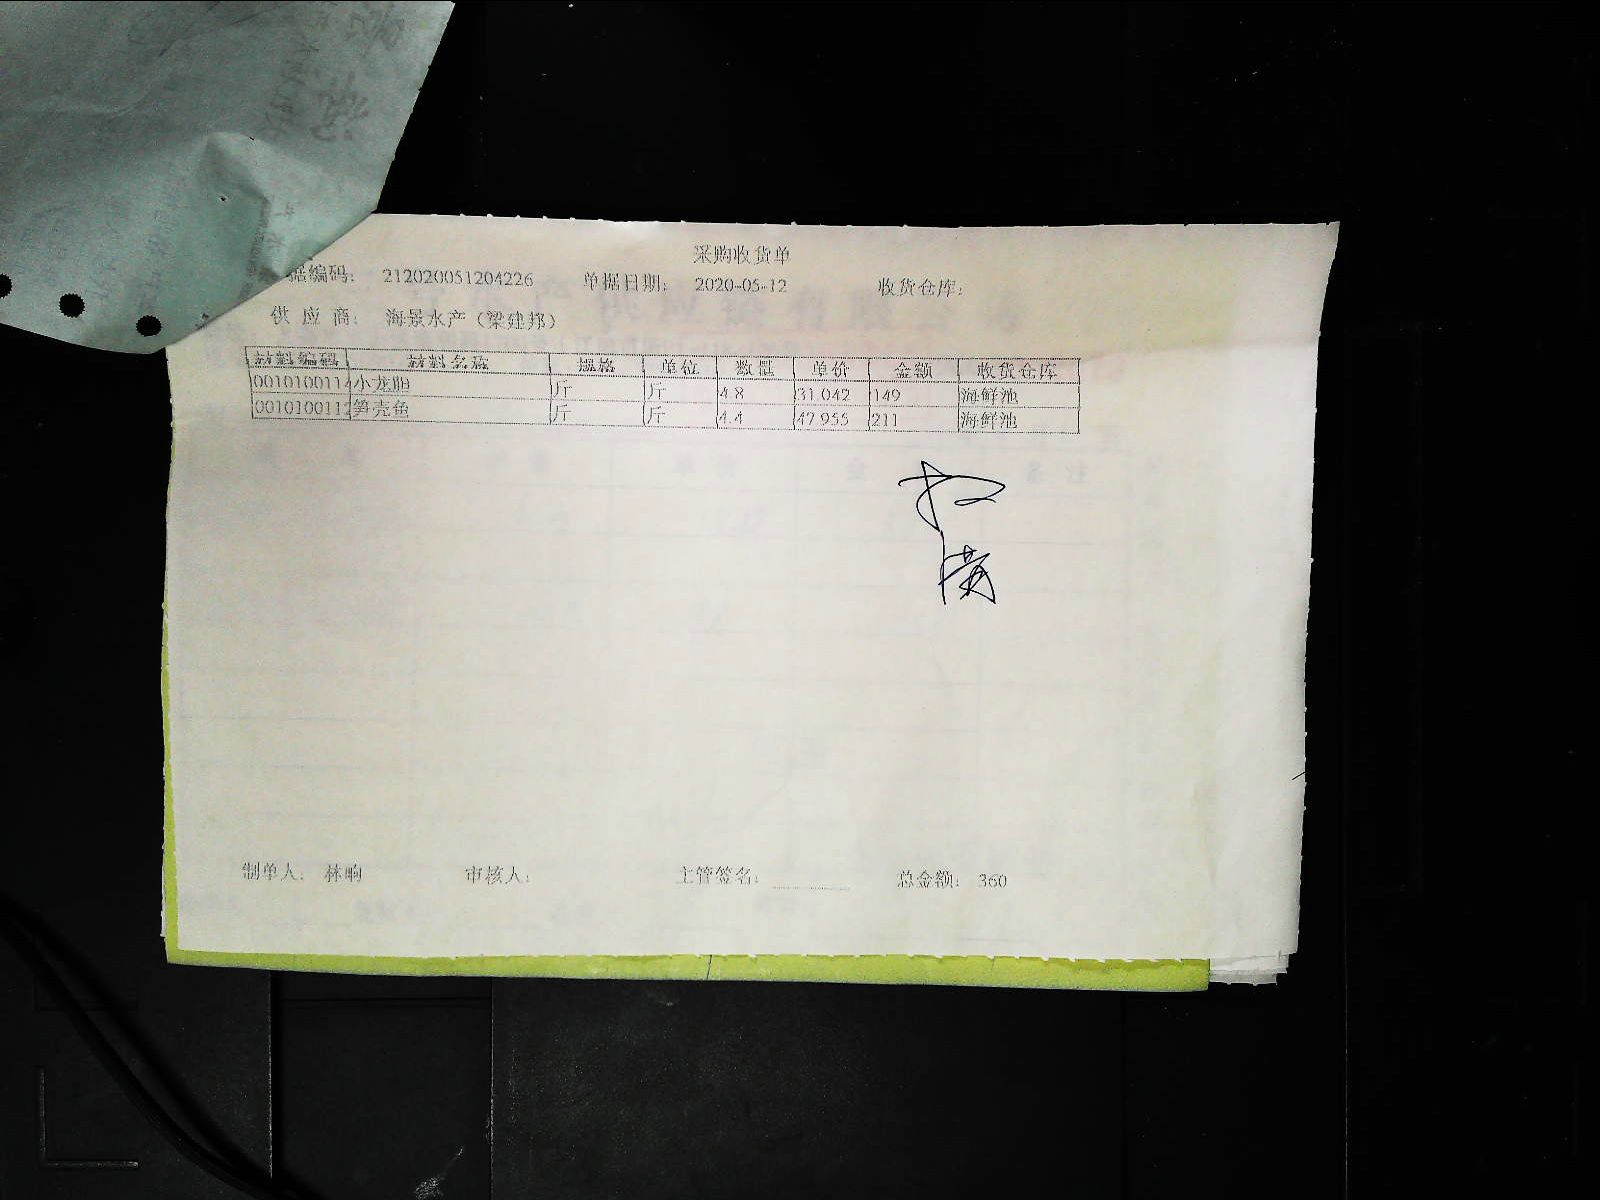 采购收货单
据编码： 212020051204226 单据日期： 2020-05-12 收货仓库：
供 应 商： 海景水产（梁建邦）
材料编码 材料名称 规格 单位 数量 单价 金额 收货仓库
0010100114 小龙胆 斤 斤 4.8 31.042 149 海鲜池
0010100112 笋壳鱼 斤 斤 4.4 47.955 211 海鲜池
制单人： 林晌 审核人： 主管签名： 总金额： 360